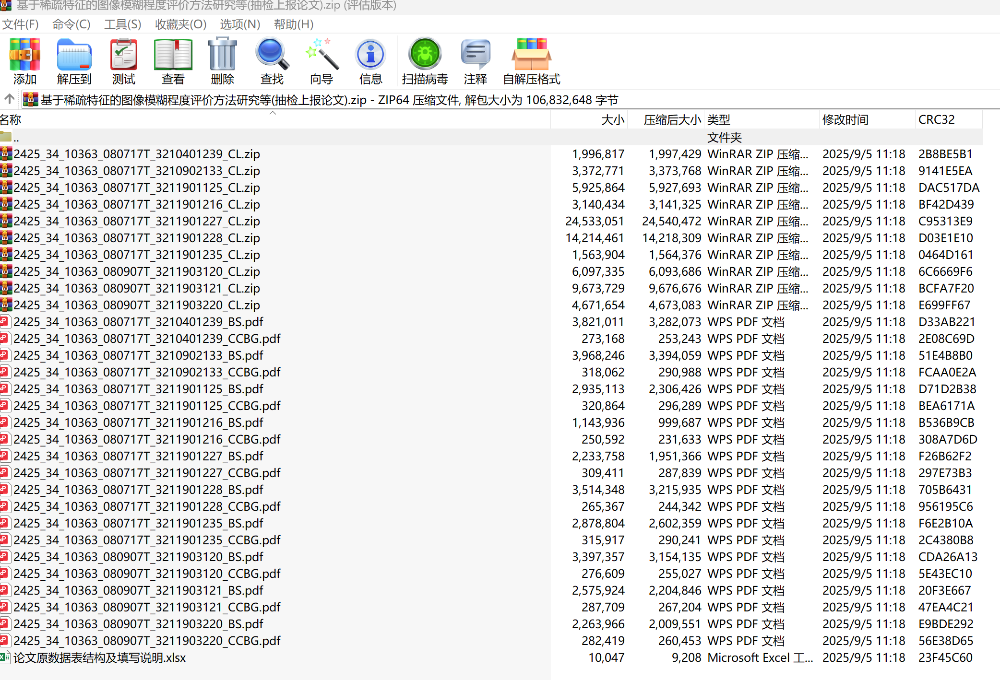 基于稀疏特征的图像模糊程度评价方法研究等(抽检上报论文).zip (评估版本)
文件(F) 命令(C) 工具(S) 收藏夹(O) 选项(N) 帮助(H)
添加 解压到 测试 查看 删除 查找 向导 信息 扫描病毒 注释 自解压格式
基于稀疏特征的图像模糊程度评价方法研究等(抽检上报论文).zip - ZIP64 压缩文件, 解包大小为 106,832,648 字节
名称 大小 压缩后大小 类型 修改时间 CRC32
.. 文件夹
2425_34_10363_080717T_3210401239_CL.zip 1,996,817 1,997,429 WinRAR ZIP 压缩... 2025/9/5 11:18 2B8BE5B1
2425_34_10363_080717T_3210902133_CL.zip 3,372,771 3,373,768 WinRAR ZIP 压缩... 2025/9/5 11:18 9141E5EA
2425_34_10363_080717T_3211901125_CL.zip 5,925,864 5,927,693 WinRAR ZIP 压缩... 2025/9/5 11:18 DAC517DA
2425_34_10363_080717T_3211901216_CL.zip 3,140,434 3,141,325 WinRAR ZIP 压缩... 2025/9/5 11:18 BF42D439
2425_34_10363_080717T_3211901227_CL.zip 24,533,051 24,540,472 WinRAR ZIP 压缩... 2025/9/5 11:18 C95313E9
2425_34_10363_080717T_3211901228_CL.zip 14,214,461 14,218,309 WinRAR ZIP 压缩... 2025/9/5 11:18 D03E1E10
2425_34_10363_080717T_3211901235_CL.zip 1,563,904 1,564,376 WinRAR ZIP 压缩... 2025/9/5 11:18 0464D161
2425_34_10363_080907T_3211903120_CL.zip 6,097,335 6,093,686 WinRAR ZIP 压缩... 2025/9/5 11:18 6C6669F6
2425_34_10363_080907T_3211903121_CL.zip 9,673,729 9,676,676 WinRAR ZIP 压缩... 2025/9/5 11:18 BCFA7F20
2425_34_10363_080907T_3211903220_CL.zip 4,671,654 4,673,083 WinRAR ZIP 压缩... 2025/9/5 11:18 E699FF67
2425_34_10363_080717T_3210401239_BS.pdf 3,821,011 3,282,073 WPS PDF 文档 2025/9/5 11:18 D33AB221
2425_34_10363_080717T_3210401239_CCBG.pdf 273,168 253,243 WPS PDF 文档 2025/9/5 11:18 2E08C69D
2425_34_10363_080717T_3210902133_BS.pdf 3,968,246 3,394,059 WPS PDF 文档 2025/9/5 11:18 51E4B8B0
2425_34_10363_080717T_3210902133_CCBG.pdf 318,062 290,988 WPS PDF 文档 2025/9/5 11:18 FCAA0E2A
2425_34_10363_080717T_3211901125_BS.pdf 2,935,113 2,306,426 WPS PDF 文档 2025/9/5 11:18 D71D2B38
2425_34_10363_080717T_3211901125_CCBG.pdf 320,864 296,289 WPS PDF 文档 2025/9/5 11:18 BEA6171A
2425_34_10363_080717T_3211901216_BS.pdf 1,143,936 999,687 WPS PDF 文档 2025/9/5 11:18 B536B9CB
2425_34_10363_080717T_3211901216_CCBG.pdf 250,592 231,633 WPS PDF 文档 2025/9/5 11:18 308A7D6D
2425_34_10363_080717T_3211901227_BS.pdf 2,233,758 1,951,366 WPS PDF 文档 2025/9/5 11:18 F26B62F2
2425_34_10363_080717T_3211901227_CCBG.pdf 309,411 287,839 WPS PDF 文档 2025/9/5 11:18 297E73B3
2425_34_10363_080717T_3211901228_BS.pdf 3,514,348 3,215,935 WPS PDF 文档 2025/9/5 11:18 705B6431
2425_34_10363_080717T_3211901228_CCBG.pdf 265,367 244,342 WPS PDF 文档 2025/9/5 11:18 956195C6
2425_34_10363_080717T_3211901235_BS.pdf 2,878,804 2,602,359 WPS PDF 文档 2025/9/5 11:18 F6E2B10A
2425_34_10363_080717T_3211901235_CCBG.pdf 315,917 290,241 WPS PDF 文档 2025/9/5 11:18 2C4380B8
2425_34_10363_080907T_3211903120_BS.pdf 3,397,357 3,154,135 WPS PDF 文档 2025/9/5 11:18 CDA26A13
2425_34_10363_080907T_3211903120_CCBG.pdf 276,609 255,027 WPS PDF 文档 2025/9/5 11:18 5E43EC10
2425_34_10363_080907T_3211903121_BS.pdf 2,575,924 2,204,846 WPS PDF 文档 2025/9/5 11:18 20F3E667
2425_34_10363_080907T_3211903121_CCBG.pdf 287,709 267,204 WPS PDF 文档 2025/9/5 11:18 47EA4C21
2425_34_10363_080907T_3211903220_BS.pdf 2,263,966 2,009,551 WPS PDF 文档 2025/9/5 11:18 E9BDE292
2425_34_10363_080907T_3211903220_CCBG.pdf 282,419 260,453 WPS PDF 文档 2025/9/5 11:18 56E38D65
论文原数据表结构及填写说明.xlsx 10,047 9,208 Microsoft Excel 工... 2025/9/5 11:18 23F45C60